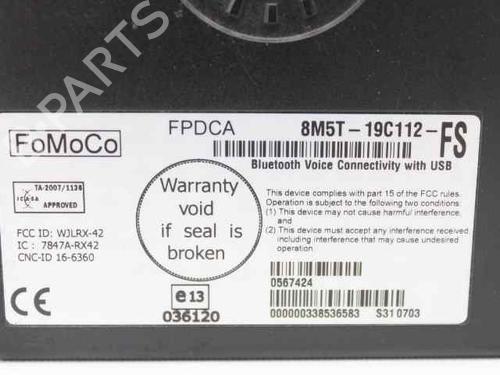 B-PARTS
FoMoCo
FPDCA
8M5T-19C112-FS
Bluetooth Voice Connectivity with USB
TA-2007/1136
ICASA
APPROVED
Warranty
void
if seal is
broken
This device complies with part 15 of the FCC rules.
Operation is subject to the following two conditions:
(1) This device may not cause harmful interference,
and
(2) This device must accept any interference received
including interference that may cause undesired
operation.
FCC ID: WJLRX-42
IC : 7847A-RX42
CNC-ID 16-6360
CE
e13
036120
0567424
000000338536583 S31 0703